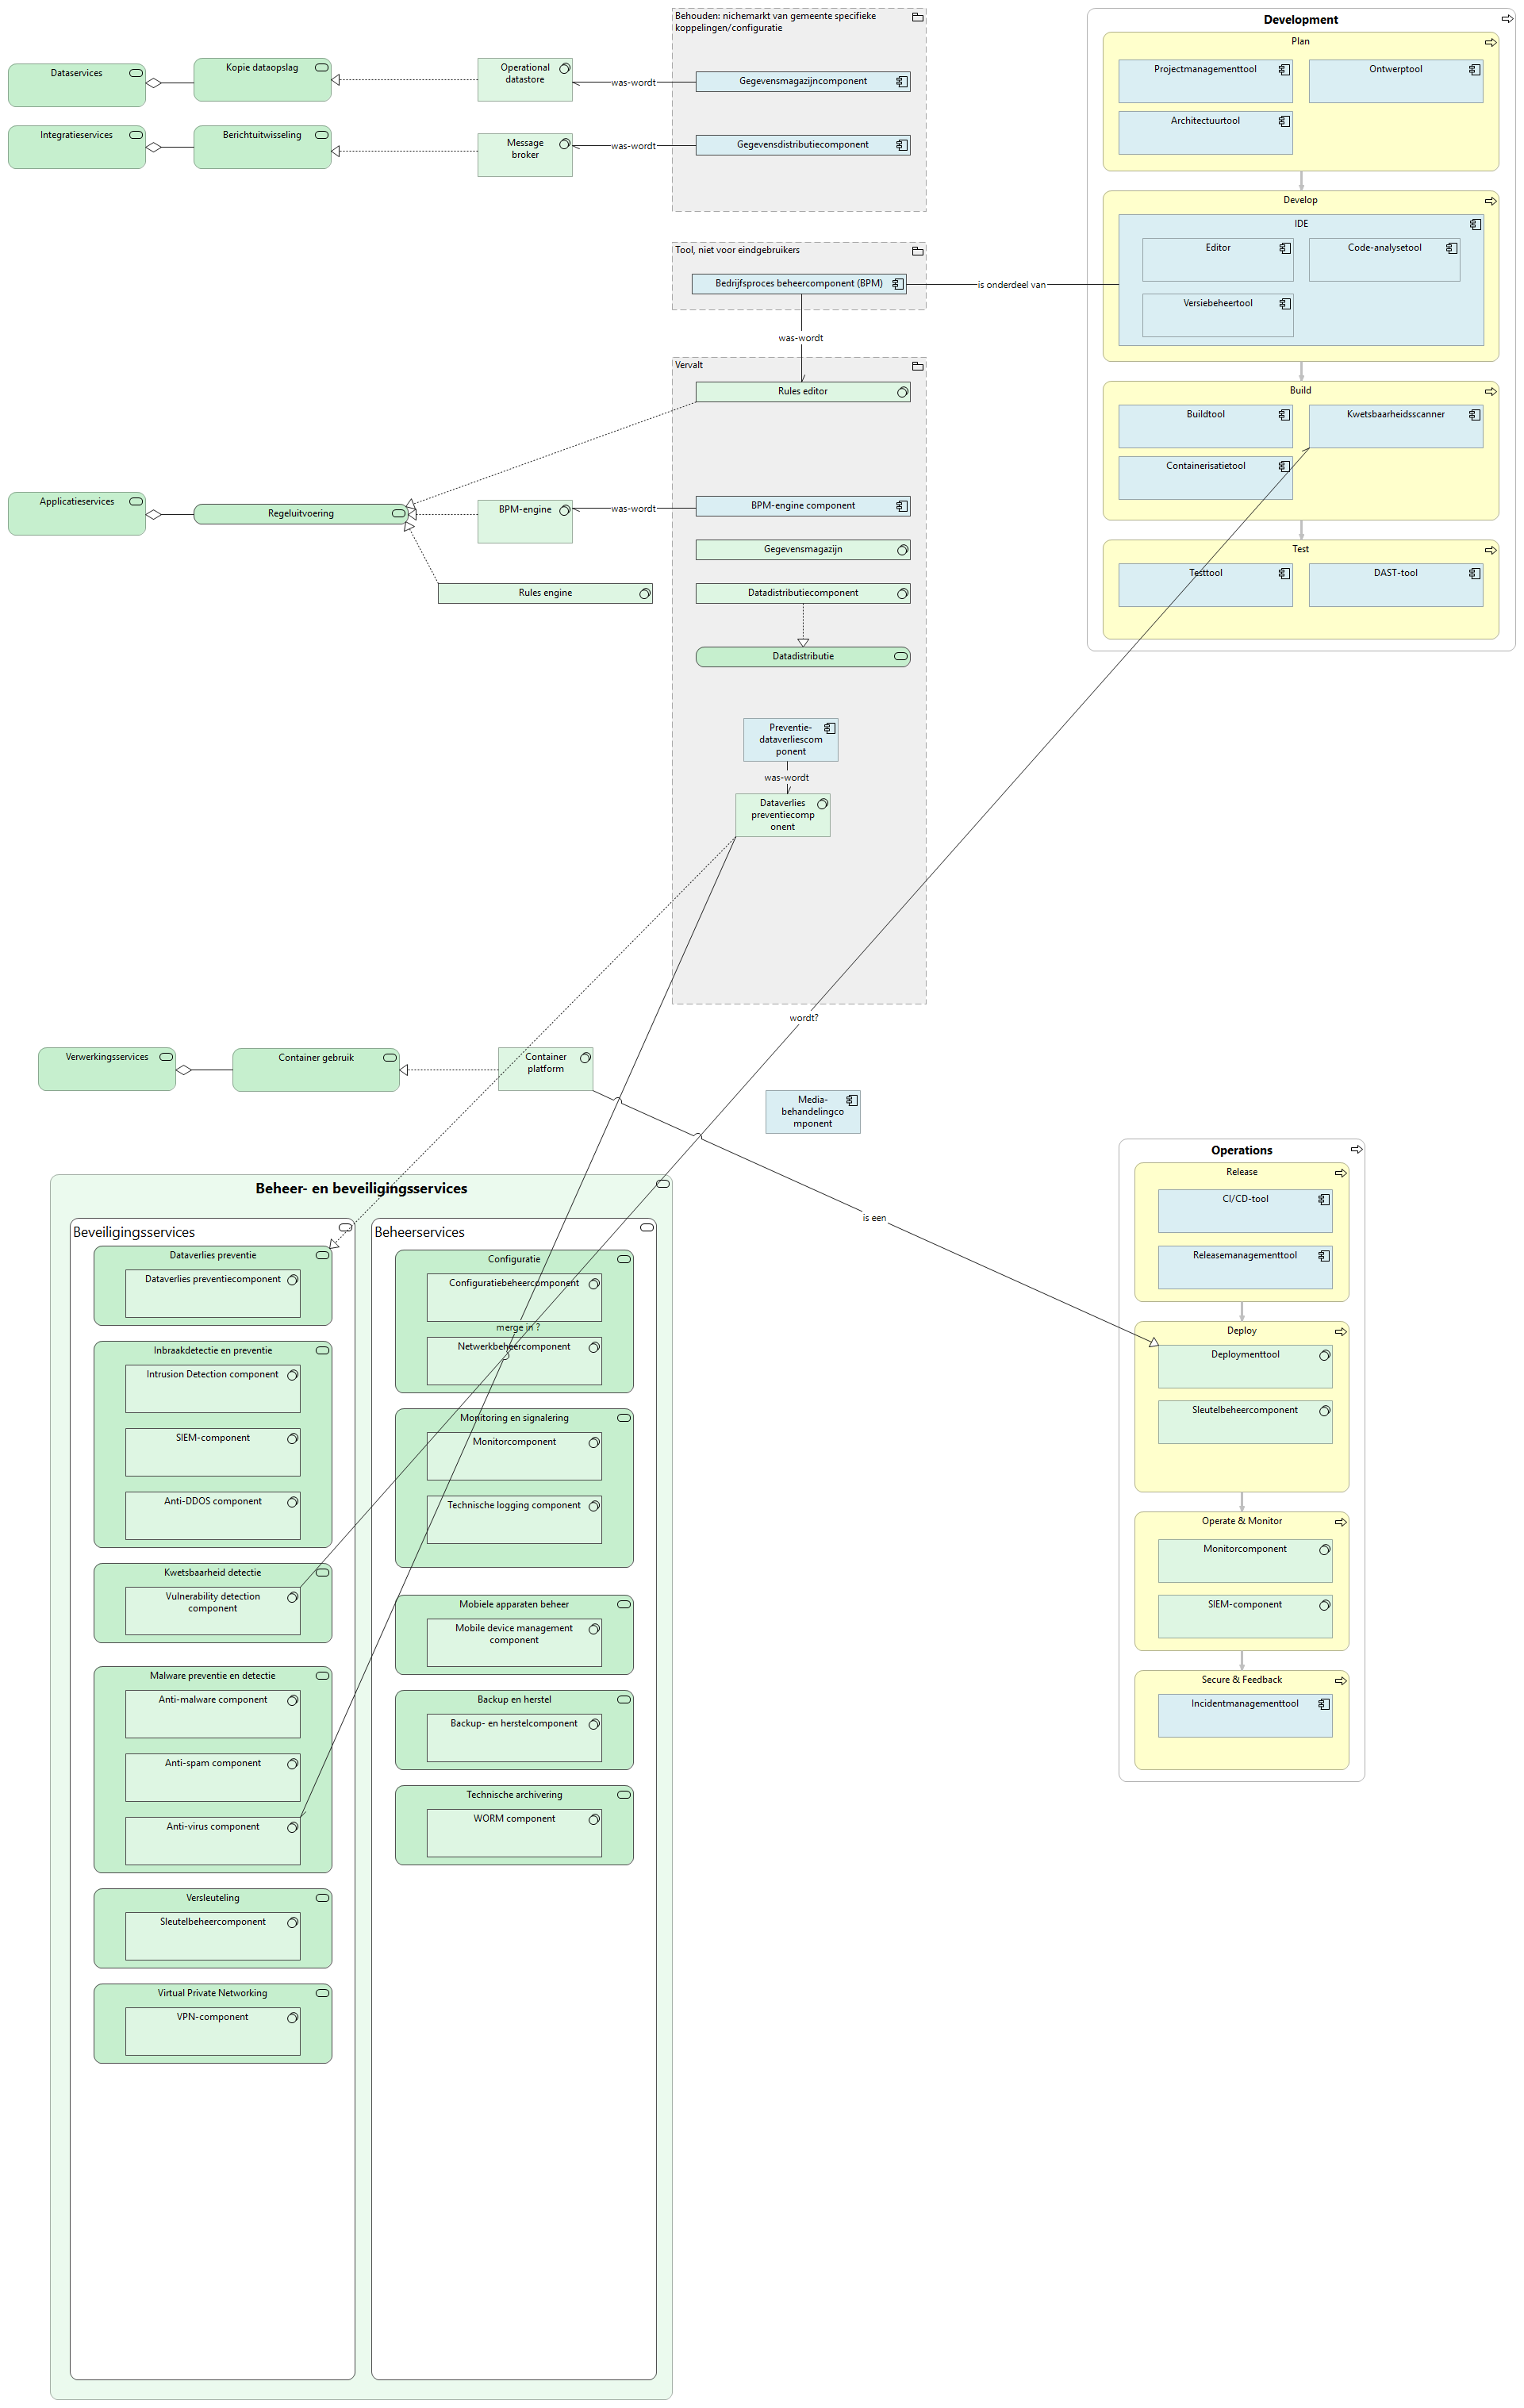 Behouden: nichemarkt van gemeente specifieke
koppelingen/configuratie
Dataservices
Kopie dataopslag
Operational
datastore
was-wordt
Gegevensmagazijncomponent
Integratieservices
Berichtuitwisseling
Message
broker
was-wordt
Gegevensdistributiecomponent
Tool, niet voor eindgebruikers
Bedrijfsproces beheercomponent (BPM)
is onderdeel van
was-wordt
Vervalt
Rules editor
Applicatieservices
Regeluitvoering
BPM-engine
was-wordt
BPM-engine component
Gegevensmagazijn
Rules engine
Datadistributiecomponent
Datadistributie
Preventie-
dataverliescom
ponent
was-wordt
Dataverlies
preventiecomp
onent
wordt?
Development
Plan
Projectmanagementtool
Ontwerptool
Architectuurtool
Develop
IDE
Editor
Code-analysetool
Versiebeheertool
Build
Buildtool
Kwetsbaarheidsscanner
Containerisatietool
Test
Testtool
DAST-tool
Verwerkingsservices
Container gebruik
Container
platform
Media-
behandelingco
mponent
is een
Beheer- en beveiligingsservices
Beveiligingsservices
Dataverlies preventie
Dataverlies preventiecomponent
Inbraakdetectie en preventie
Intrusion Detection component
SIEM-component
Anti-DDOS component
Kwetsbaarheid detectie
Vulnerability detection
component
Malware preventie en detectie
Anti-malware component
Anti-spam component
Anti-virus component
Versleuteling
Sleutelbeheercomponent
Virtual Private Networking
VPN-component
Beheerservices
Configuratie
Configuratiebeheercomponent
merge in ?
Netwerkbeheercomponent
Monitoring en signalering
Monitorcomponent
Technische logging component
Mobiele apparaten beheer
Mobile device management
component
Backup en herstel
Backup- en herstelcomponent
Technische archivering
WORM component
Operations
Release
CI/CD-tool
Releasemanagementtool
Deploy
Deploymenttool
Sleutelbeheercomponent
Operate & Monitor
Monitorcomponent
SIEM-component
Secure & Feedback
Incidentmanagementtool